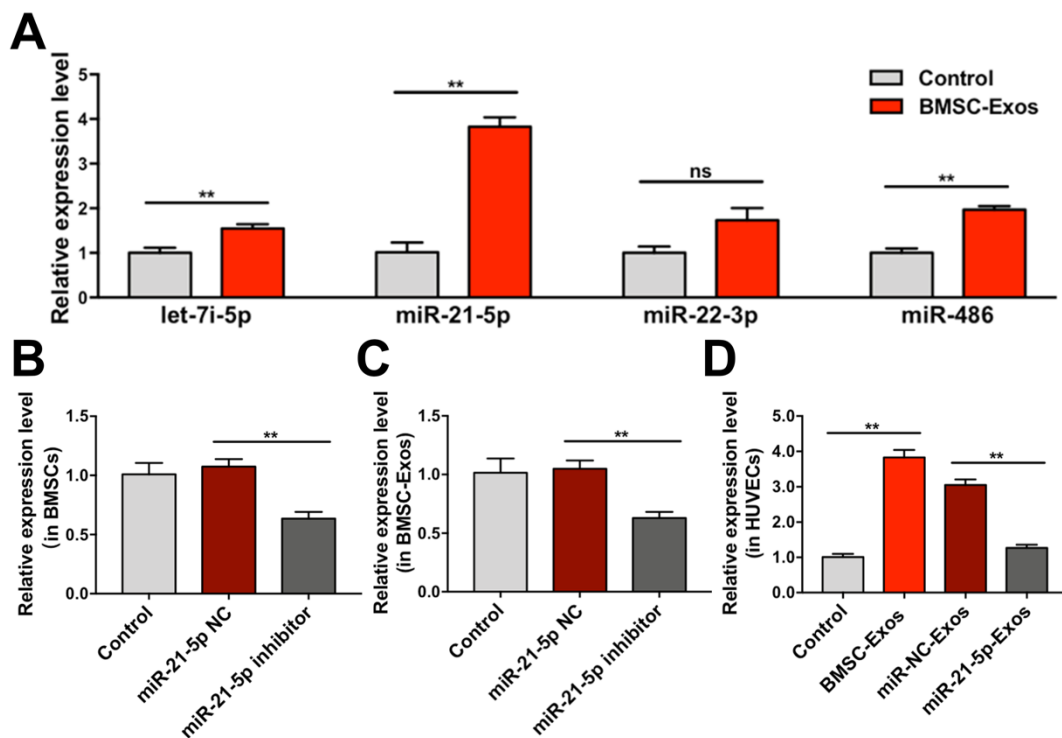 A
Relative expression level
5
4
3
2
1
0
**
**
ns
**
Control
BMSC-Exos
let-7i-5p
miR-21-5p
miR-22-3p
miR-486
B
Relative expression level
(in BMSCs)
1.5
1.0
0.5
0.0
**
Control
miR-21-5p NC
miR-21-5p inhibitor
C
Relative expression level
(in BMSC-Exos)
1.5
1.0
0.5
0.0
**
Control
miR-21-5p NC
miR-21-5p inhibitor
D
Relative expression level
(in HUVECs)
5.0
4.0
3.0
2.0
1.0
0.0
**
**
Control
BMSC-Exos
miR-NC-Exos
miR-21-5p-Exos